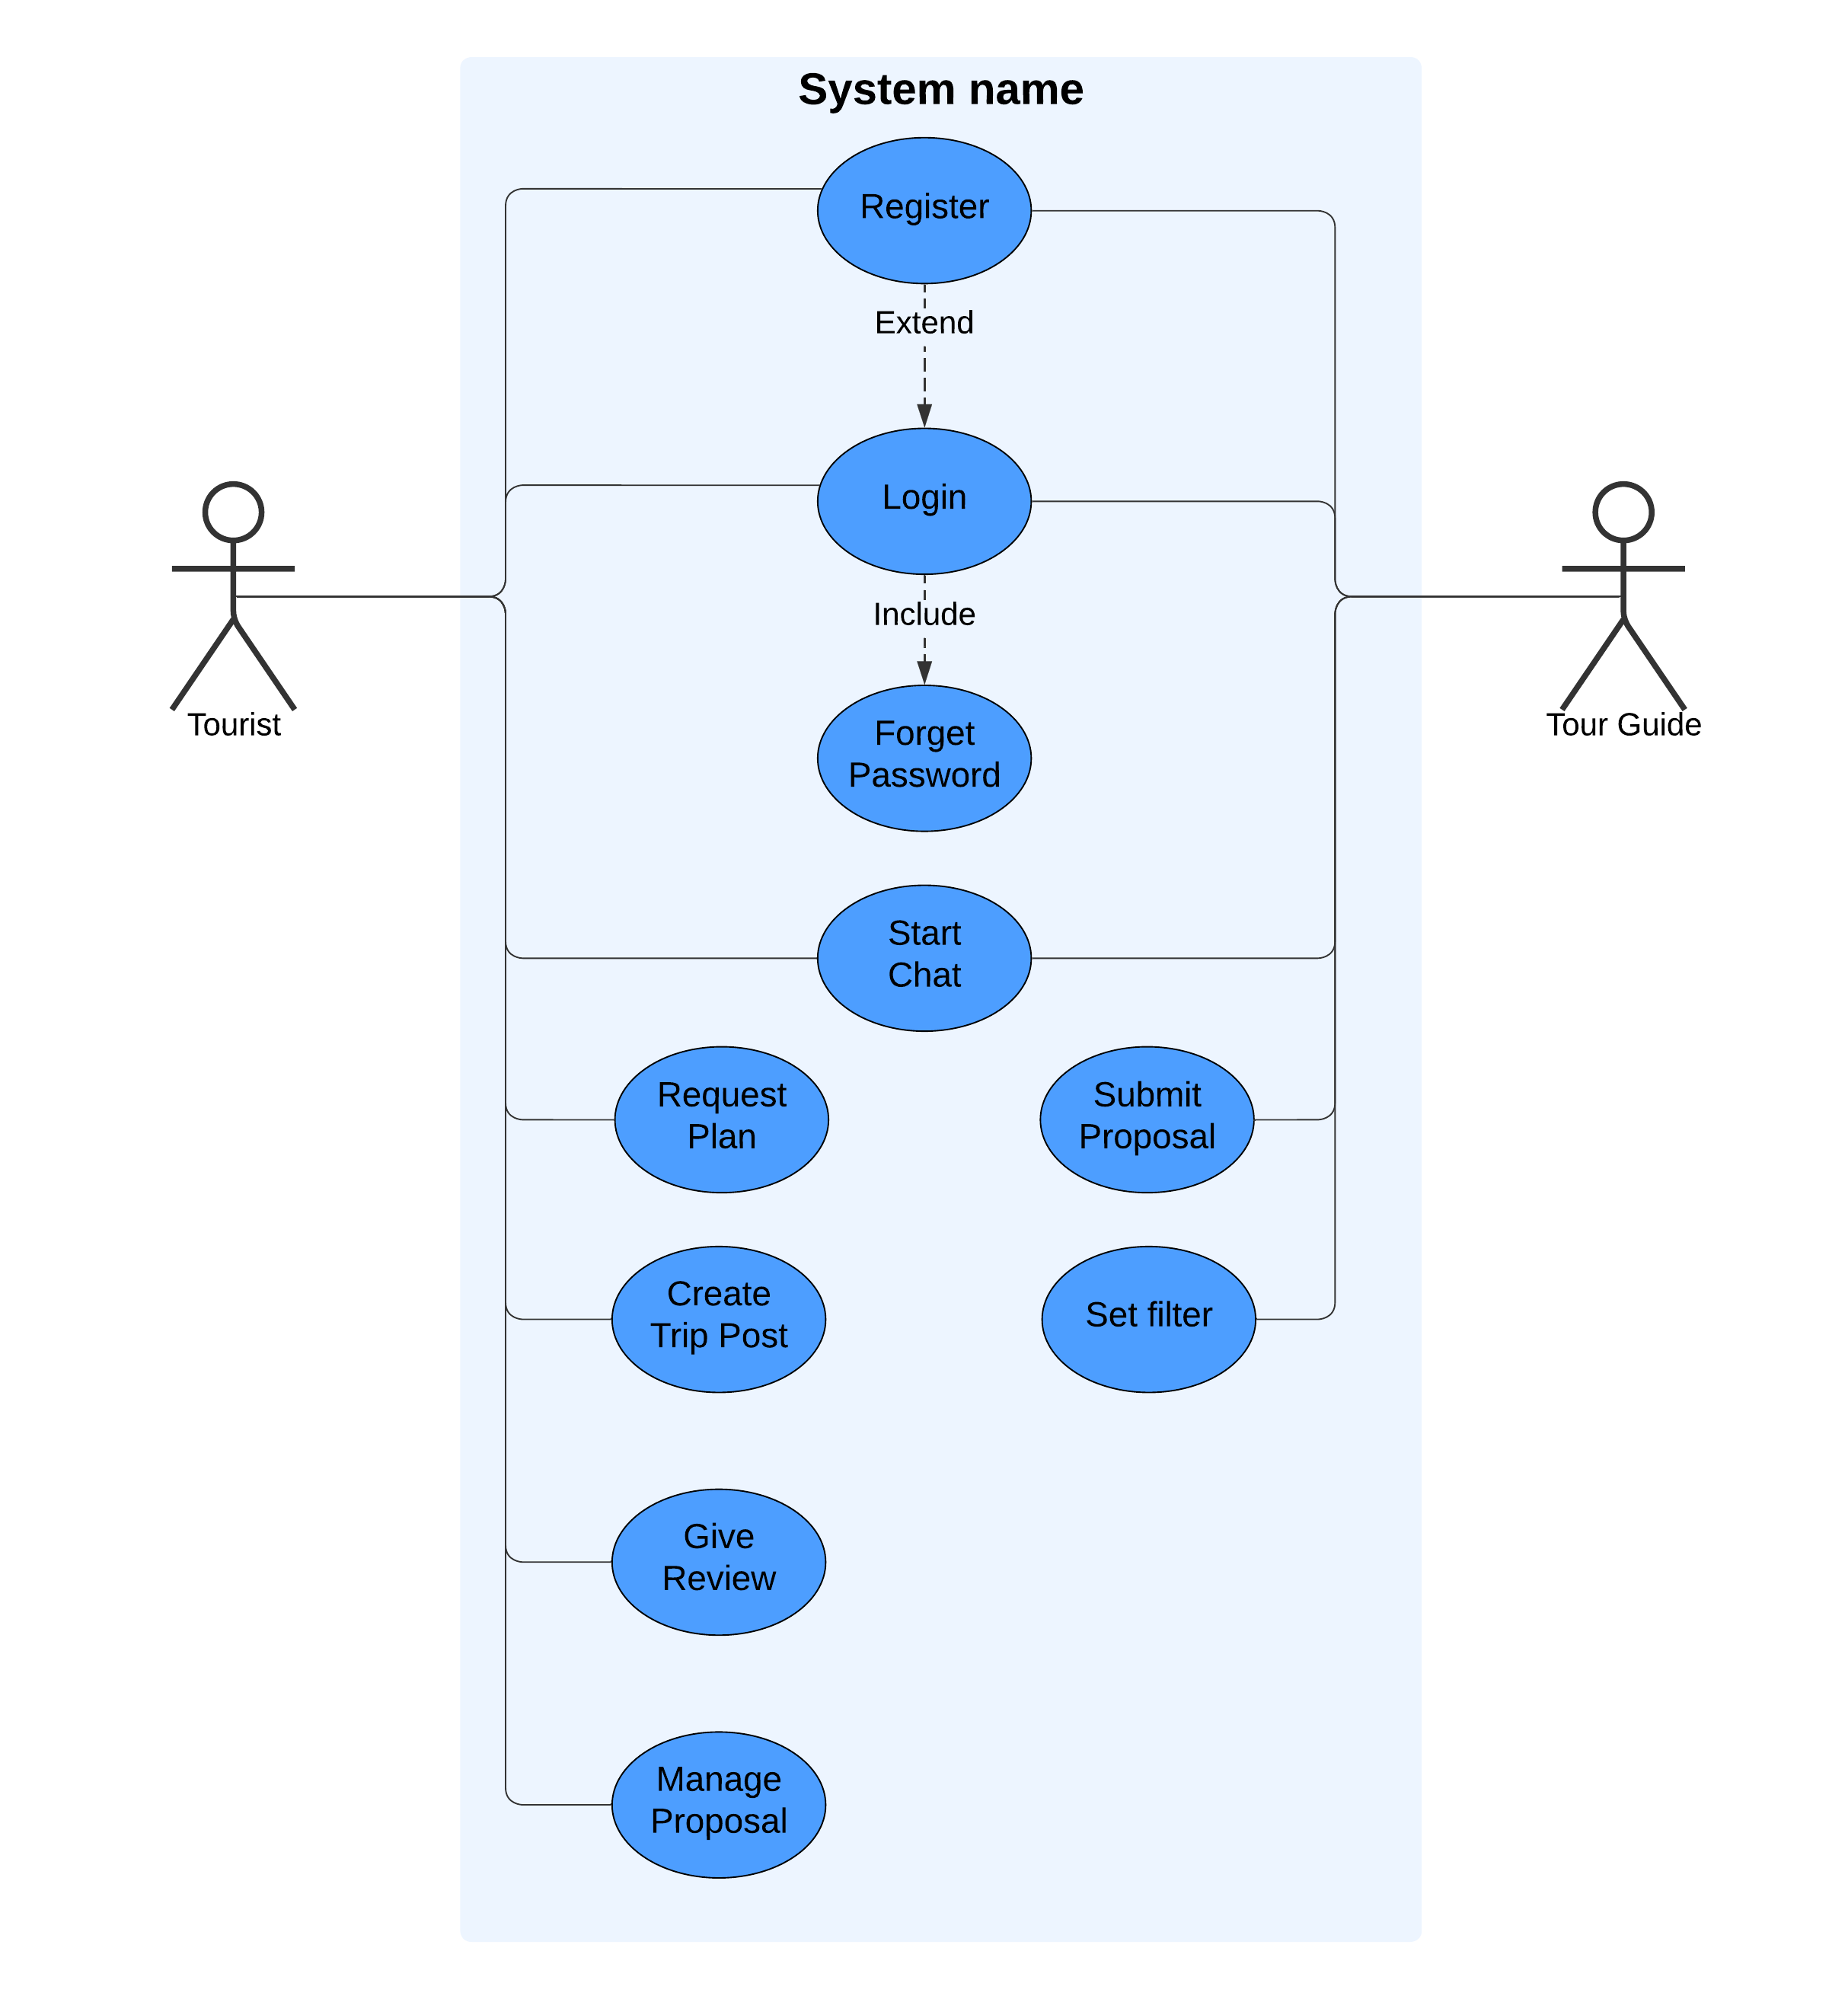 System name
Register
Extend
Login
Include
Tourist
Tour Guide
Forget
Password
Start
Chat
Request
Plan
Submit
Proposal
Create
Trip Post
Set filter
Give
Review
Manage
Proposal